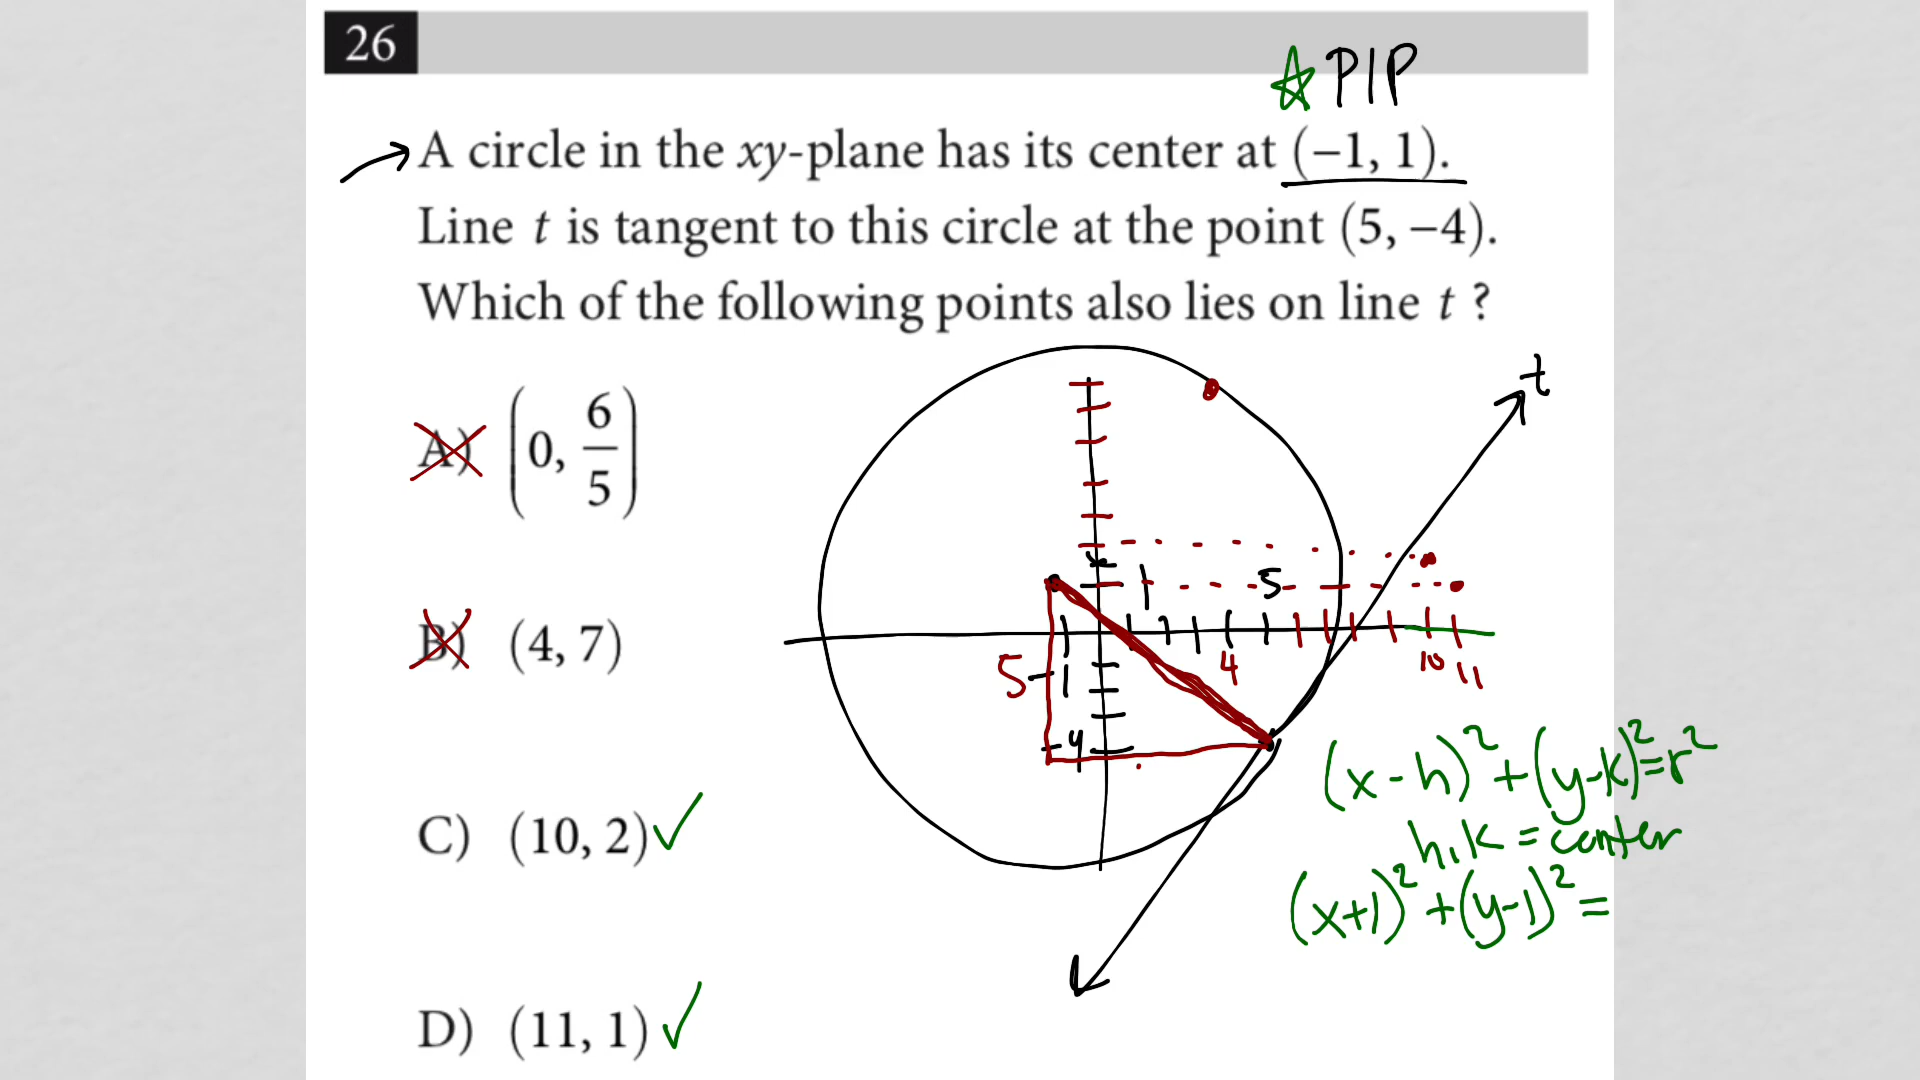 26
☆ PIP
A circle in the xy-plane has its center at (−1, 1).
Line t is tangent to this circle at the point (5, −4).
Which of the following points also lies on line t ?
A) (0, 6/5)
B) (4, 7)
C) (10, 2) ✓
D) (11, 1) ✓
t
1 5
5 1 4 10 11
4
(x-h)²+(y-k)²=r²
h,k = center
(x+1)²+(y-1)²=